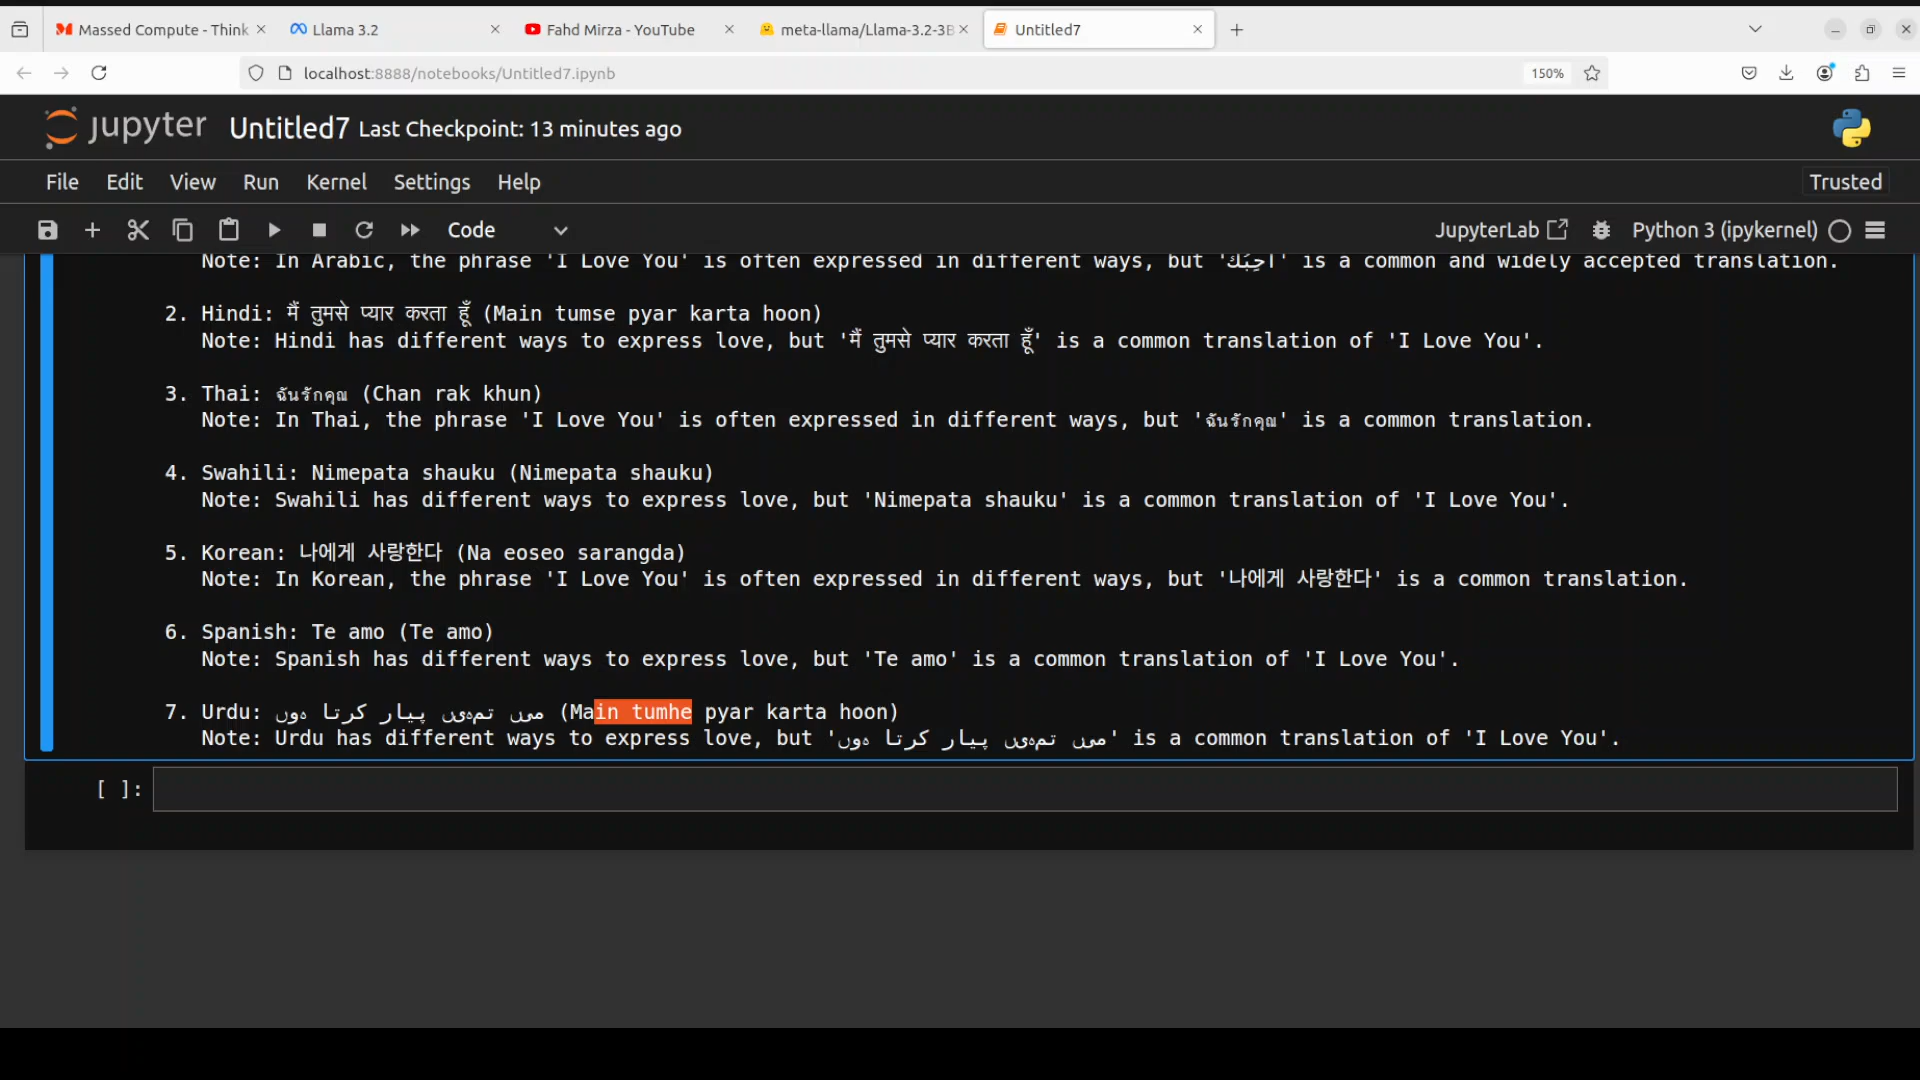 Massed Compute - Think
Llama 3.2
Fahd Mirza - YouTube
meta-llama/Llama-3.2-3B
Untitled7
localhost:8888/notebooks/Untitled7.ipynb
150%
jupyter Untitled7 Last Checkpoint: 13 minutes ago
File Edit View Run Kernel Settings Help
Trusted
Code
JupyterLab
Python 3 (ipykernel)
Note: In Arabic, the phrase 'I Love You' is often expressed in different ways, but 'أُحِبَك' is a common and widely accepted translation.
2. Hindi: मैं तुमसे प्यार करता हूँ (Main tumse pyar karta hoon)
Note: Hindi has different ways to express love, but 'मैं तुमसे प्यार करता हूँ' is a common translation of 'I Love You'.
3. Thai: ฉันรักคุณ (Chan rak khun)
Note: In Thai, the phrase 'I Love You' is often expressed in different ways, but 'ฉันรักคุณ' is a common translation.
4. Swahili: Nimepata shauku (Nimepata shauku)
Note: Swahili has different ways to express love, but 'Nimepata shauku' is a common translation of 'I Love You'.
5. Korean: 나에게 사랑한다 (Na eoseo sarangda)
Note: In Korean, the phrase 'I Love You' is often expressed in different ways, but '나에게 사랑한다' is a common translation.
6. Spanish: Te amo (Te amo)
Note: Spanish has different ways to express love, but 'Te amo' is a common translation of 'I Love You'.
7. Urdu: میں تمہیں پیار کرتا ہوں (Main tumhe pyar karta hoon)
Note: Urdu has different ways to express love, but 'میں تمہیں پیار کرتا ہوں' is a common translation of 'I Love You'.
[ ]: